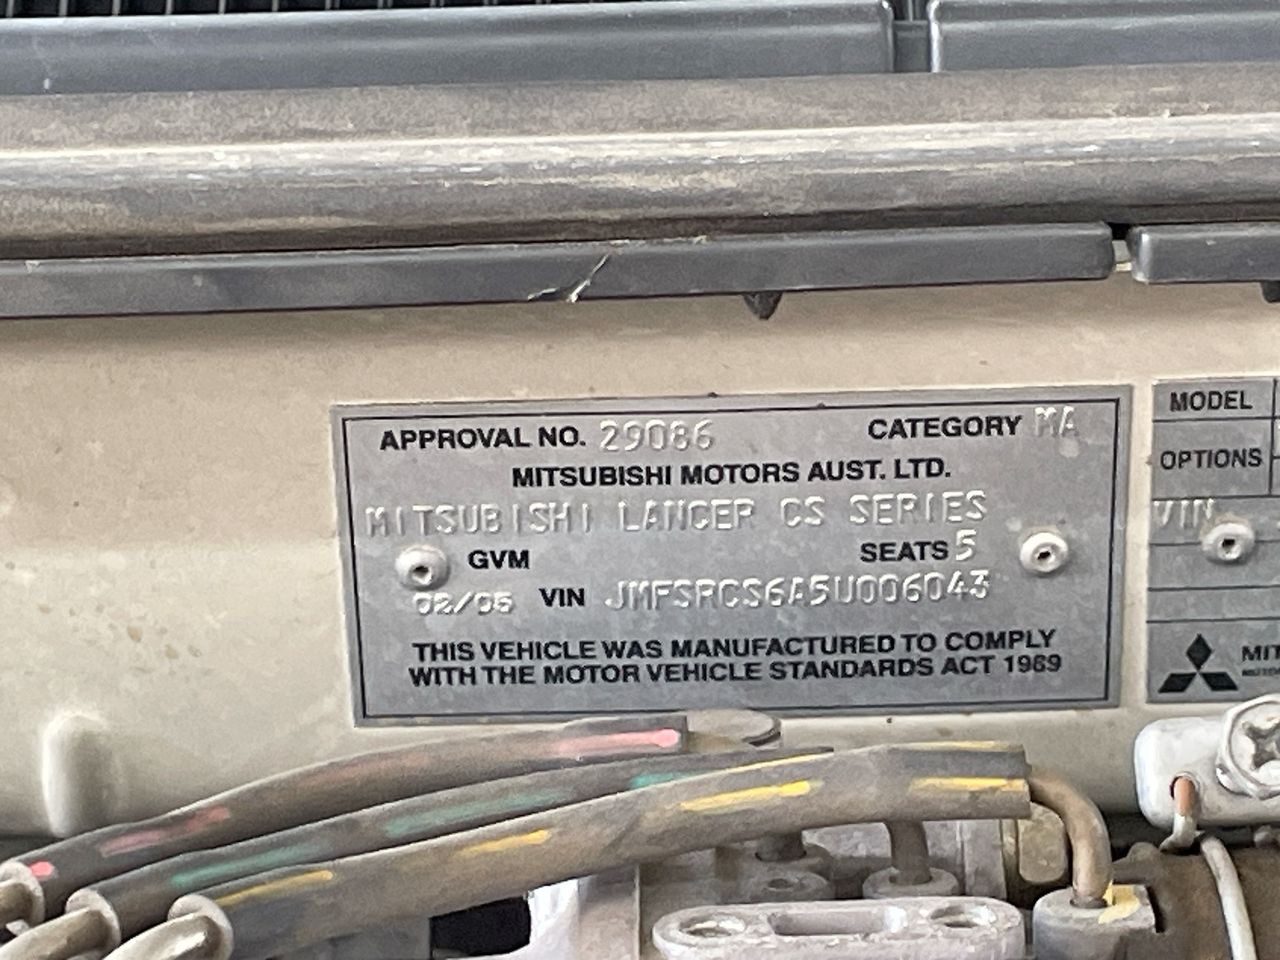 APPROVAL NO. 29086 CATEGORY MA
MITSUBISHI MOTORS AUST. LTD.
MITSUBISHI LANCER CS SERIES
GVM SEATS 5
02/05 VIN JMFSRCS6A5U006043
THIS VEHICLE WAS MANUFACTURED TO COMPLY
WITH THE MOTOR VEHICLE STANDARDS ACT 1989
MODEL
OPTIONS
VIN
MIT